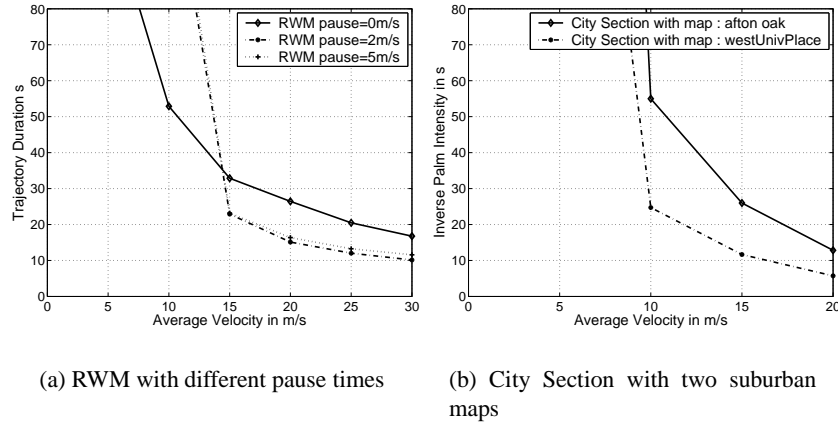 80
70
60
50
40
30
20
10
0
Trajectory Duration s
RWM pause=0m/s
RWM pause=2m/s
RWM pause=5m/s
0 5 10 15 20 25 30
Average Velocity in m/s
(a) RWM with different pause times
80
70
60
50
40
30
20
10
0
Inverse Palm Intensity in s
City Section with map : afton oak
City Section with map : westUnivPlace
0 5 10 15 20
Average Velocity in m/s
(b) City Section with two suburban
maps